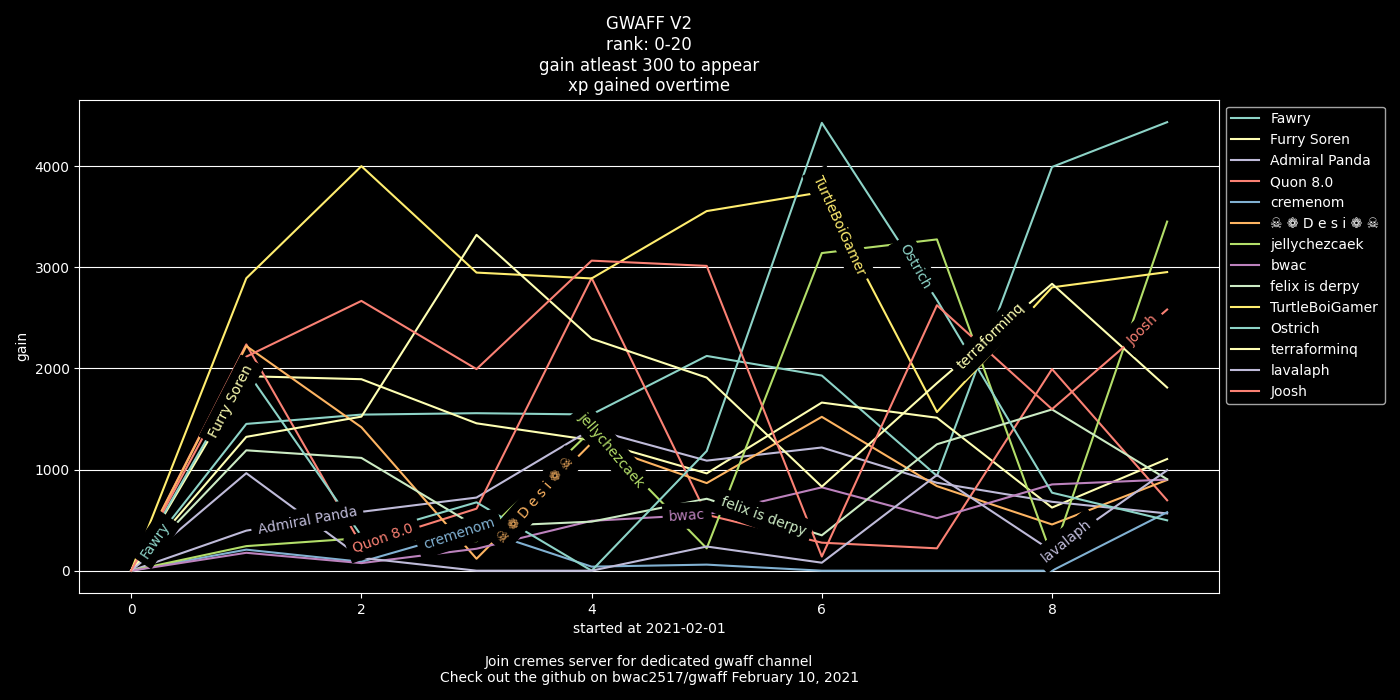 GWAFF V2
rank: 0-20
gain atleast 300 to appear
xp gained overtime
gain
4000
3000
2000
1000
0
0 2 4 6 8
started at 2021-02-01
Join cremes server for dedicated gwaff channel
Check out the github on bwac2517/gwaff February 10, 2021
Fawry
Furry Soren
Admiral Panda
Quon 8.0
cremenom
☠ ❁ D e s i ❁ ☠
jellychezcaek
bwac
felix is derpy
TurtleBoiGamer
Ostrich
terraforminq
lavalaph
Joosh
Fawry
Furry Soren
Admiral Panda
Quon 8.0
cremenom
☠ ❁ D e s i ❁ ☠
jellychezcaek
bwac
felix is derpy
TurtleBoiGamer
Ostrich
terraforminq
lavalaph
Joosh